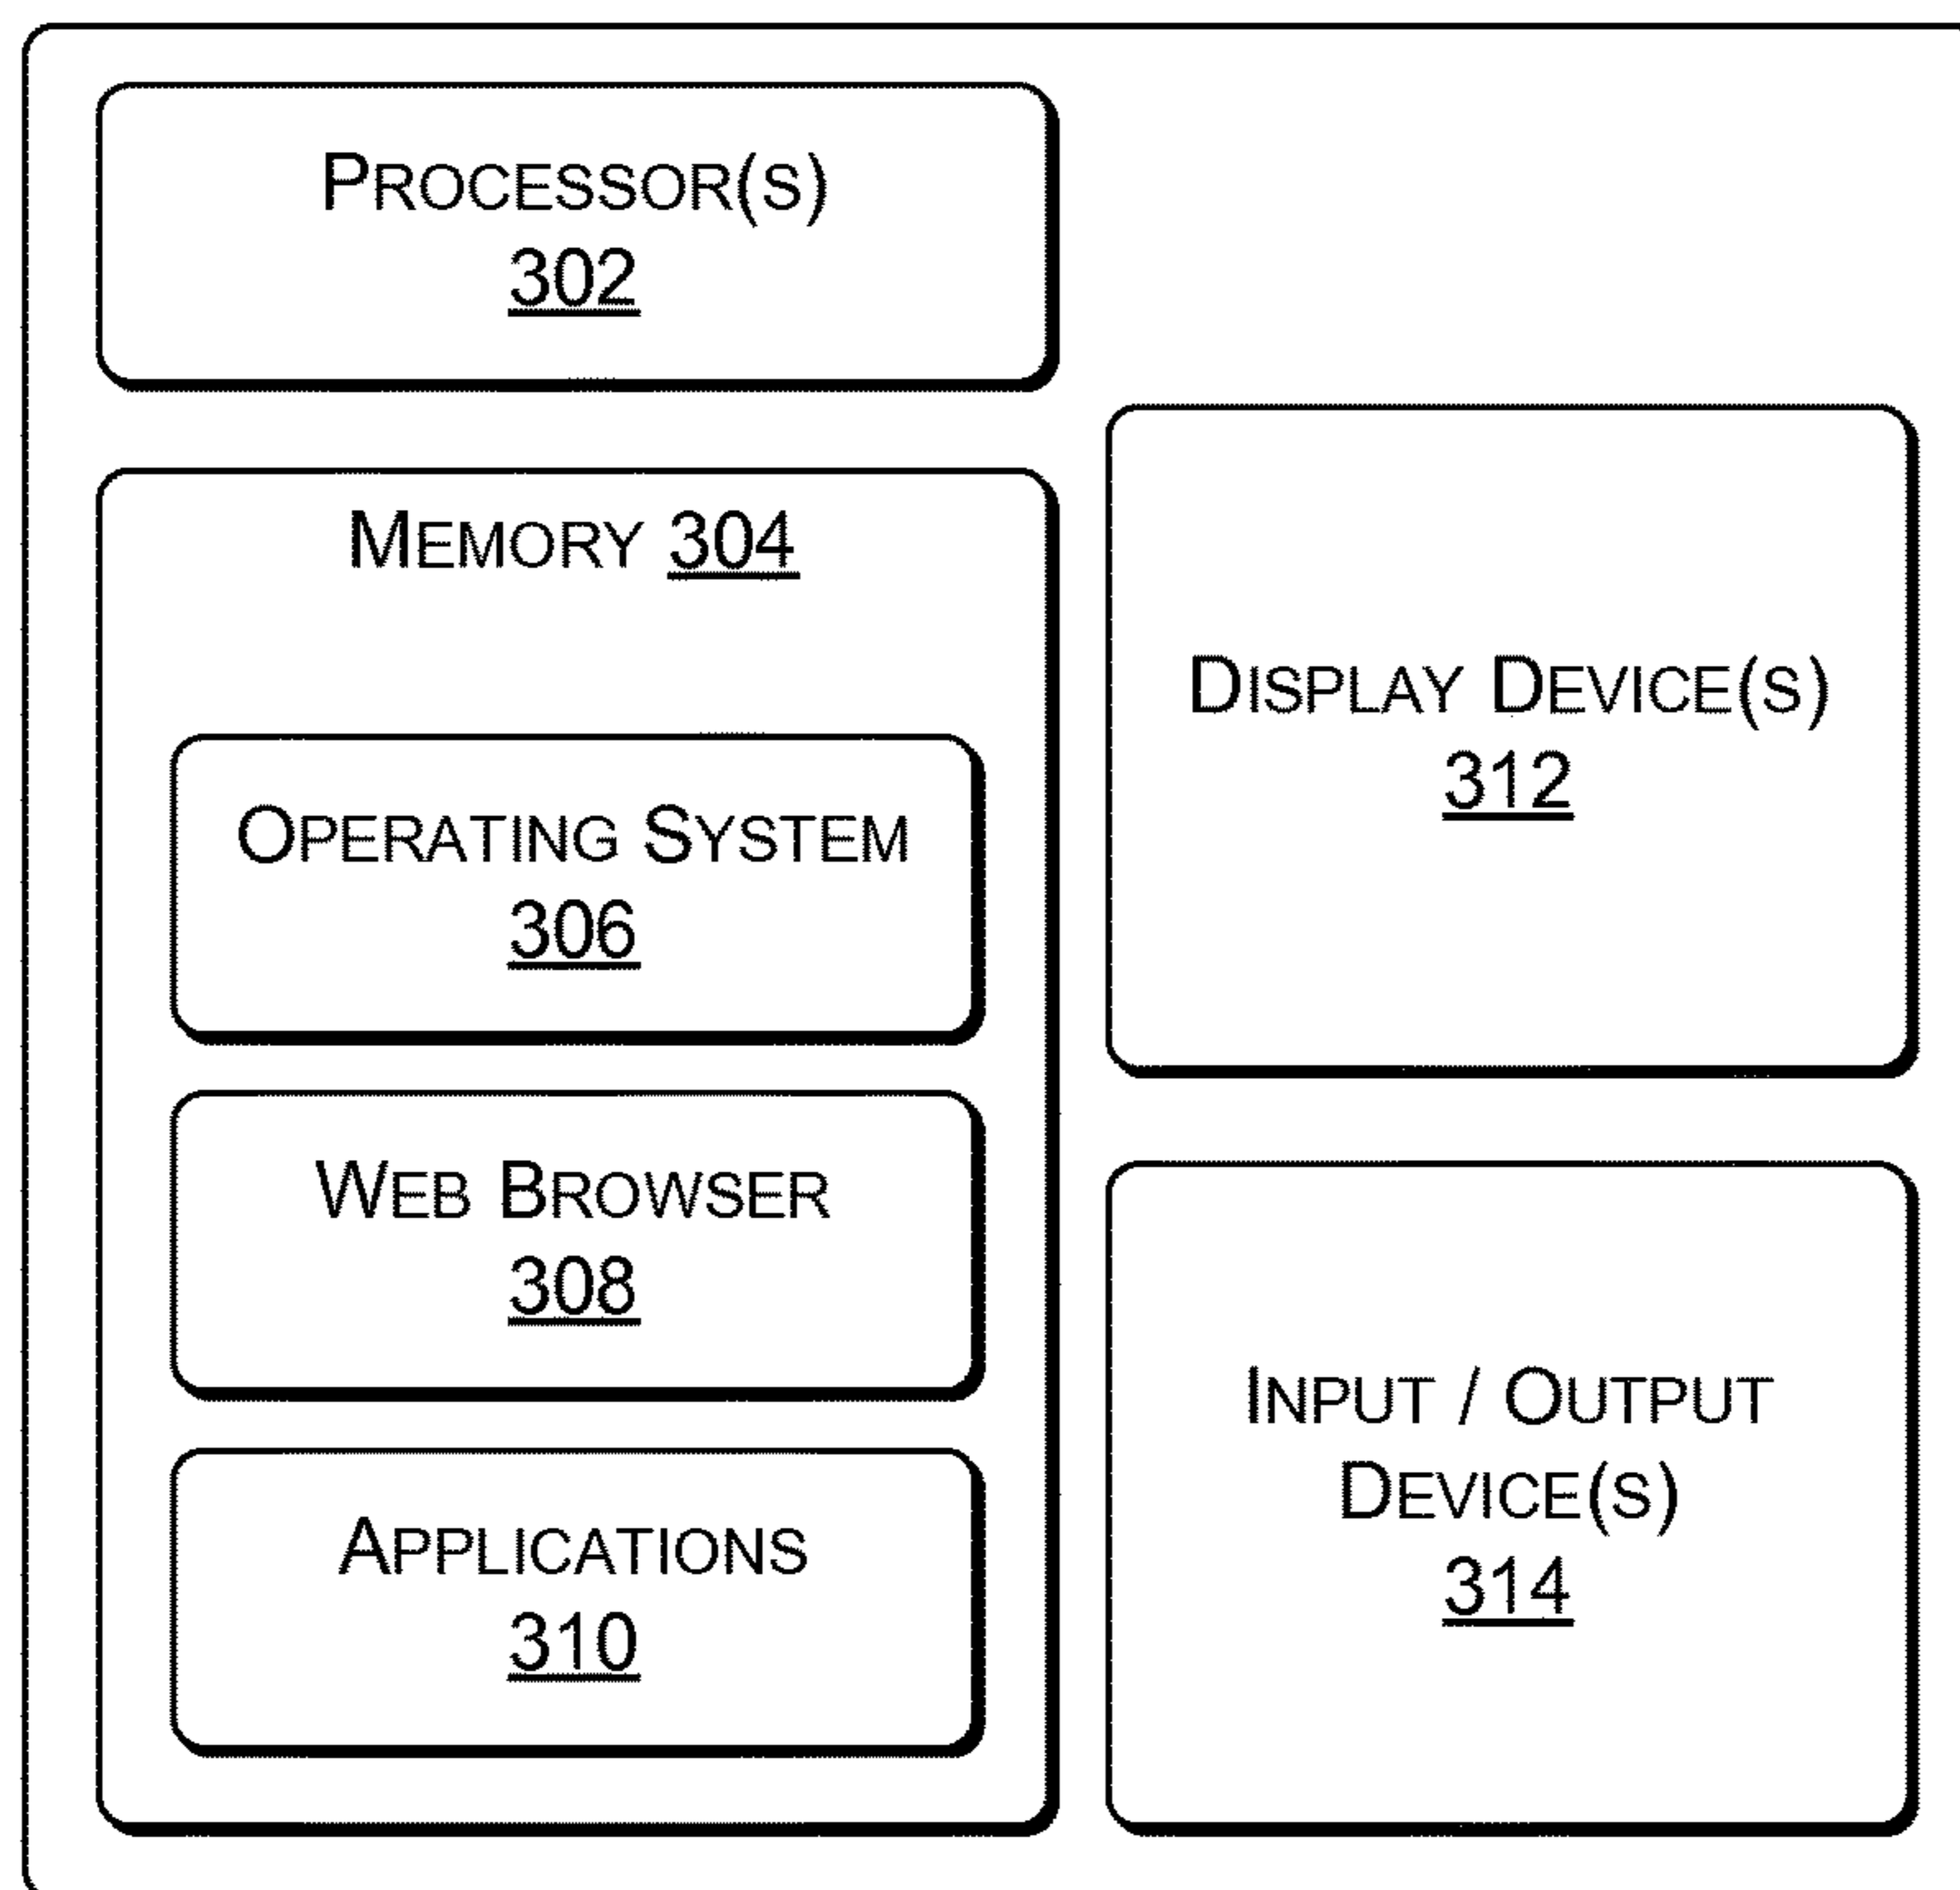 PROCESSOR(S)
302
MEMORY 304
OPERATING SYSTEM
306
WEB BROWSER
308
APPLICATIONS
310
DISPLAY DEVICE(S)
312
INPUT / OUTPUT
DEVICE(S)
314